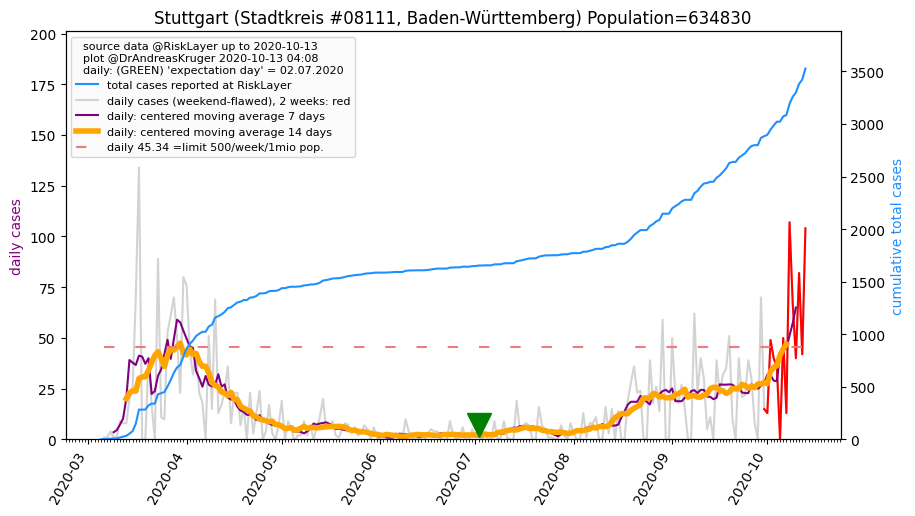 Stuttgart (Stadtkreis #08111, Baden-Württemberg) Population=634830
source data @RiskLayer up to 2020-10-13
plot @DrAndreasKruger 2020-10-13 04:08
daily: (GREEN) 'expectation day' = 02.07.2020
total cases reported at RiskLayer
daily cases (weekend-flawed), 2 weeks: red
daily: centered moving average 7 days
daily: centered moving average 14 days
daily 45.34 =limit 500/week/1mio pop.
daily cases
200
175
150
125
100
75
50
25
0
cumulative total cases
3500
3000
2500
2000
1500
1000
500
0
2020-03
2020-04
2020-05
2020-06
2020-07
2020-08
2020-09
2020-10